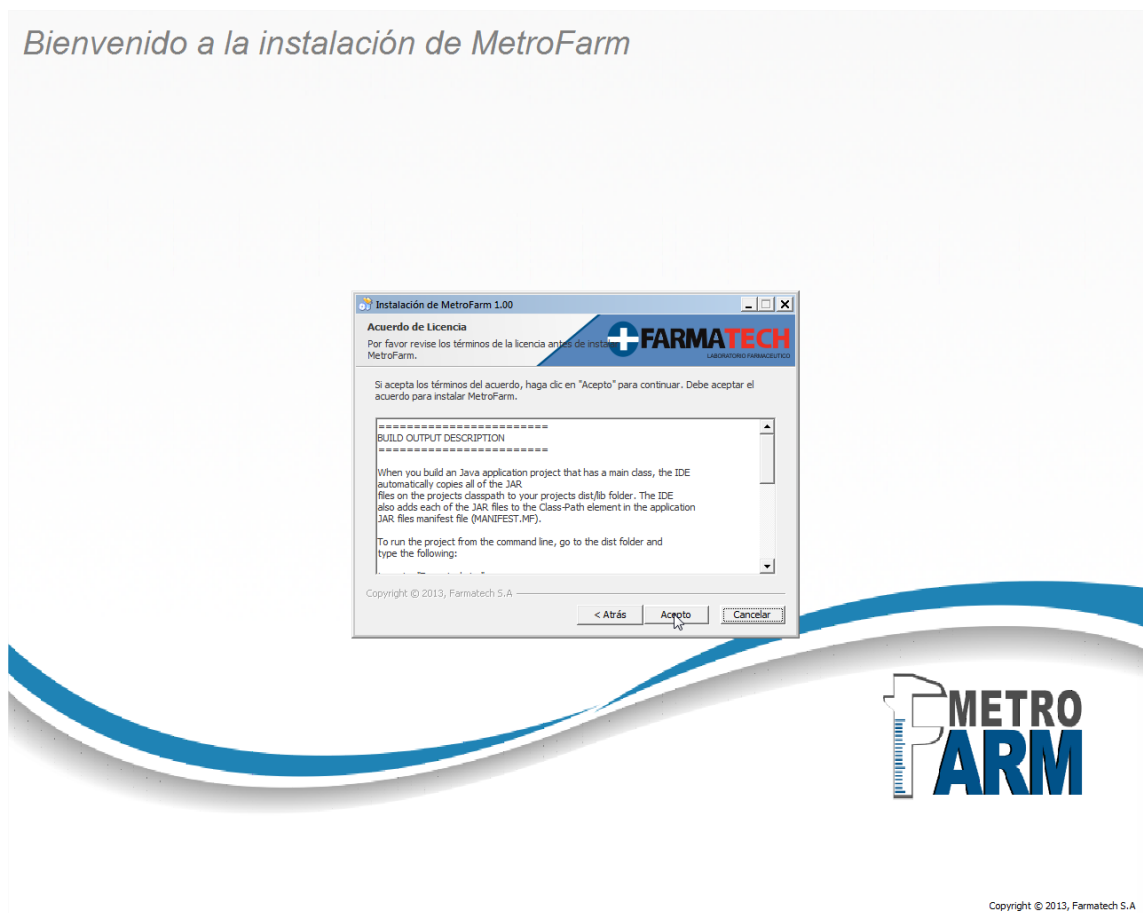 Bienvenido a la instalación de MetroFarm
Instalación de MetroFarm 1.00
Acuerdo de Licencia
Por favor revise los términos de la licencia antes de
MetroFarm.
FARMATECH
LABORATORIO FARMACEUTICO
Si acepta los términos del acuerdo, haga clic en "Acepto" para continuar. Debe aceptar el
acuerdo para instalar MetroFarm.
========================
BUILD OUTPUT DESCRIPTION
========================
When you build an Java application project that has a main class, the IDE
automatically copies all of the JAR
files on the projects classpath to your projects dist/lib folder. The IDE
also adds each of the JAR files to the Class-Path element in the application
JAR files manifest file (MANIFEST.MF).
To run the project from the command line, go to the dist folder and
type the following:
Copyright © 2013, Farmatech S.A
< Atrás
Acepto
Cancelar
METRO
FARM
Copyright © 2013, Farmatech S.A